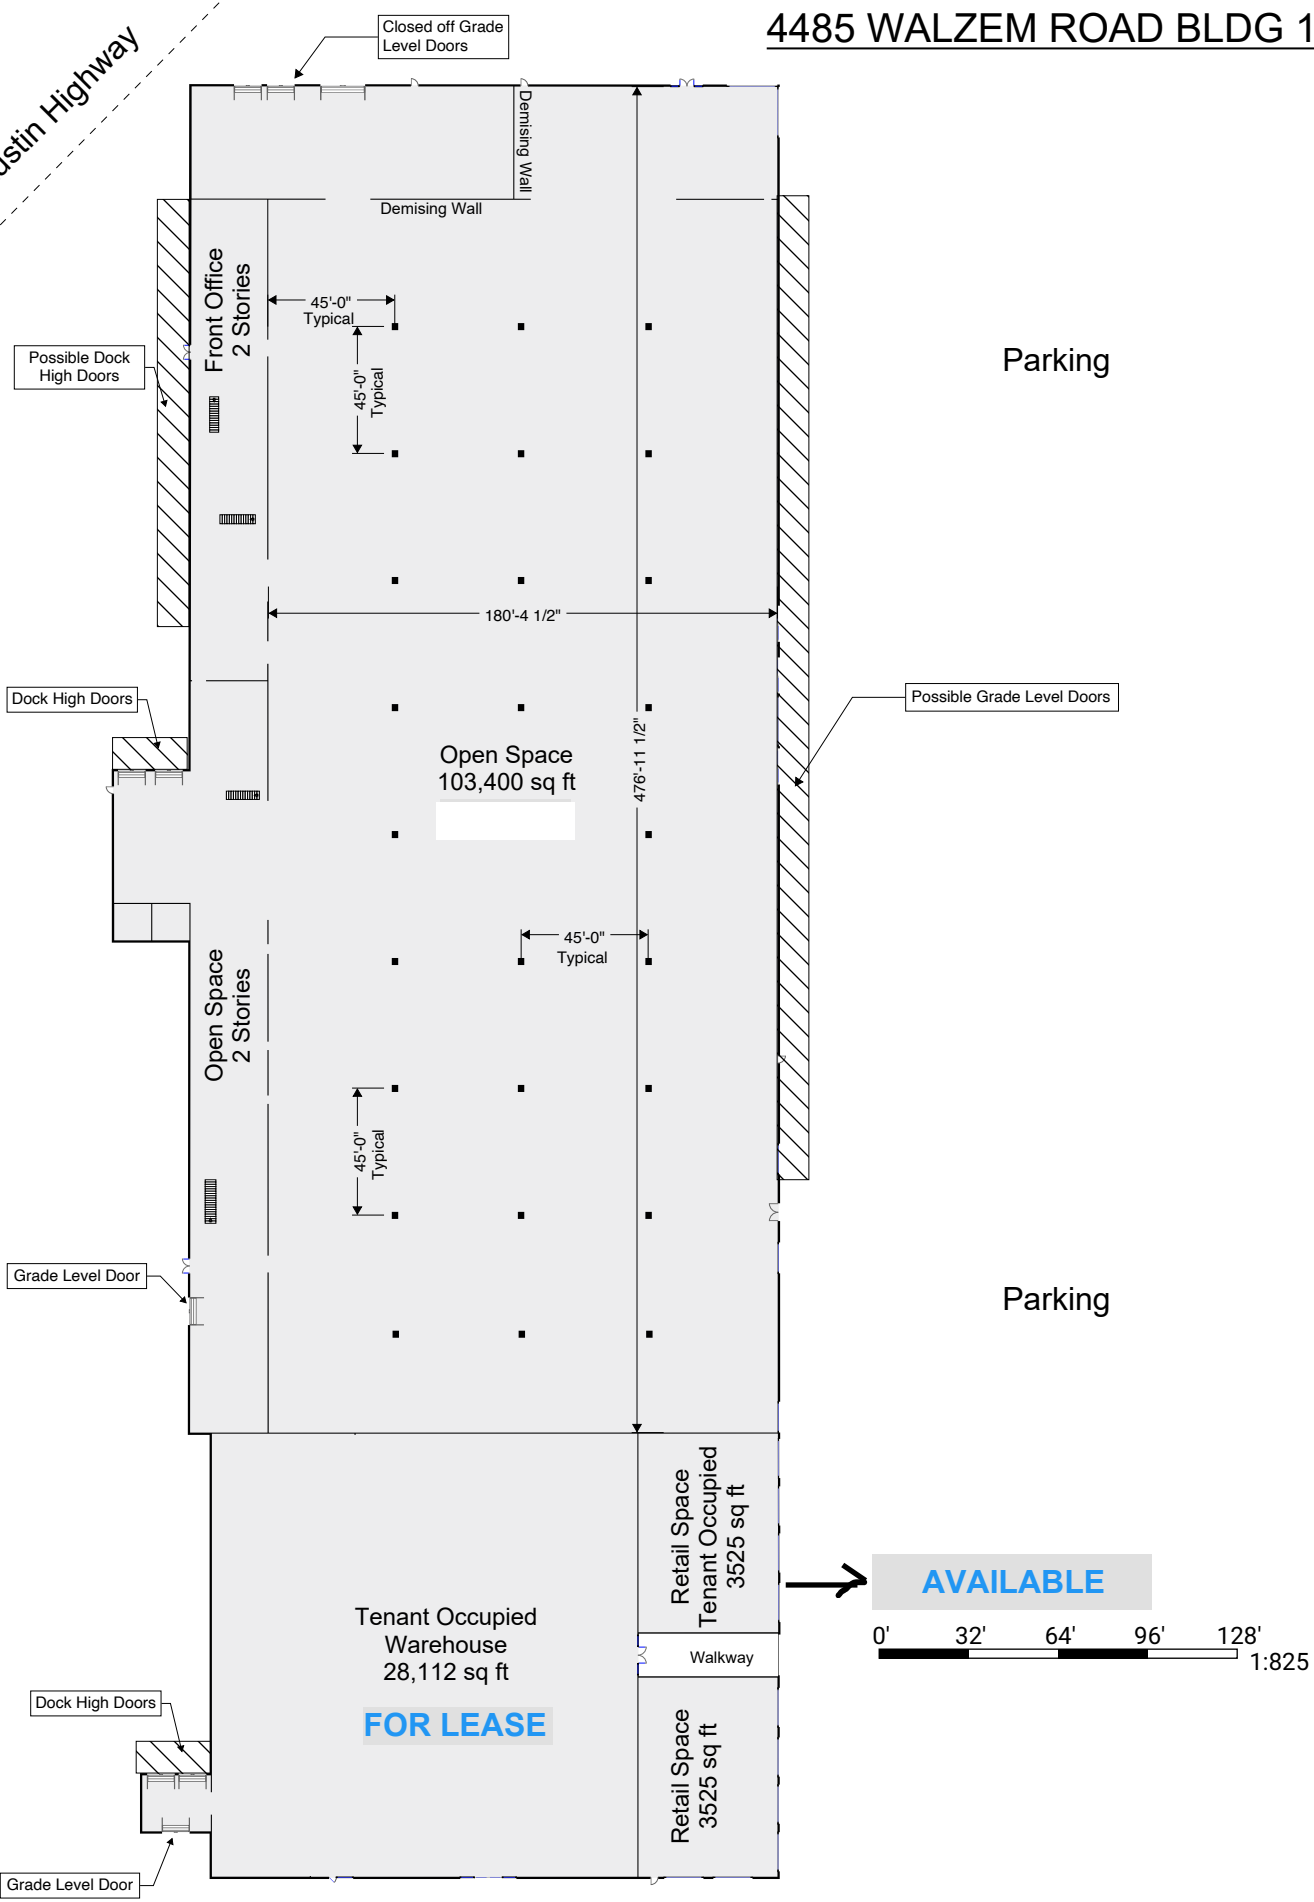 4485 WALZEM ROAD BLDG 1
Closed off Grade
Level Doors
Highway
Demising Wall
Demising Wall
Front Office
2 Stories
45'-0"
Typical
45'-0"
Typical
Possible Dock
High Doors
Parking
180'-4 1/2"
Dock High Doors
Possible Grade Level Doors
476'-11 1/2"
Open Space
103,400 sq ft
45'-0"
Typical
Open Space
2 Stories
45'-0"
Typical
Grade Level Door
Parking
Retail Space
Tenant Occupied
3525 sq ft
AVAILABLE
0' 32' 64' 96' 128'
1:825
Tenant Occupied
Warehouse
28,112 sq ft
FOR LEASE
Walkway
Dock High Doors
Retail Space
3525 sq ft
Grade Level Door